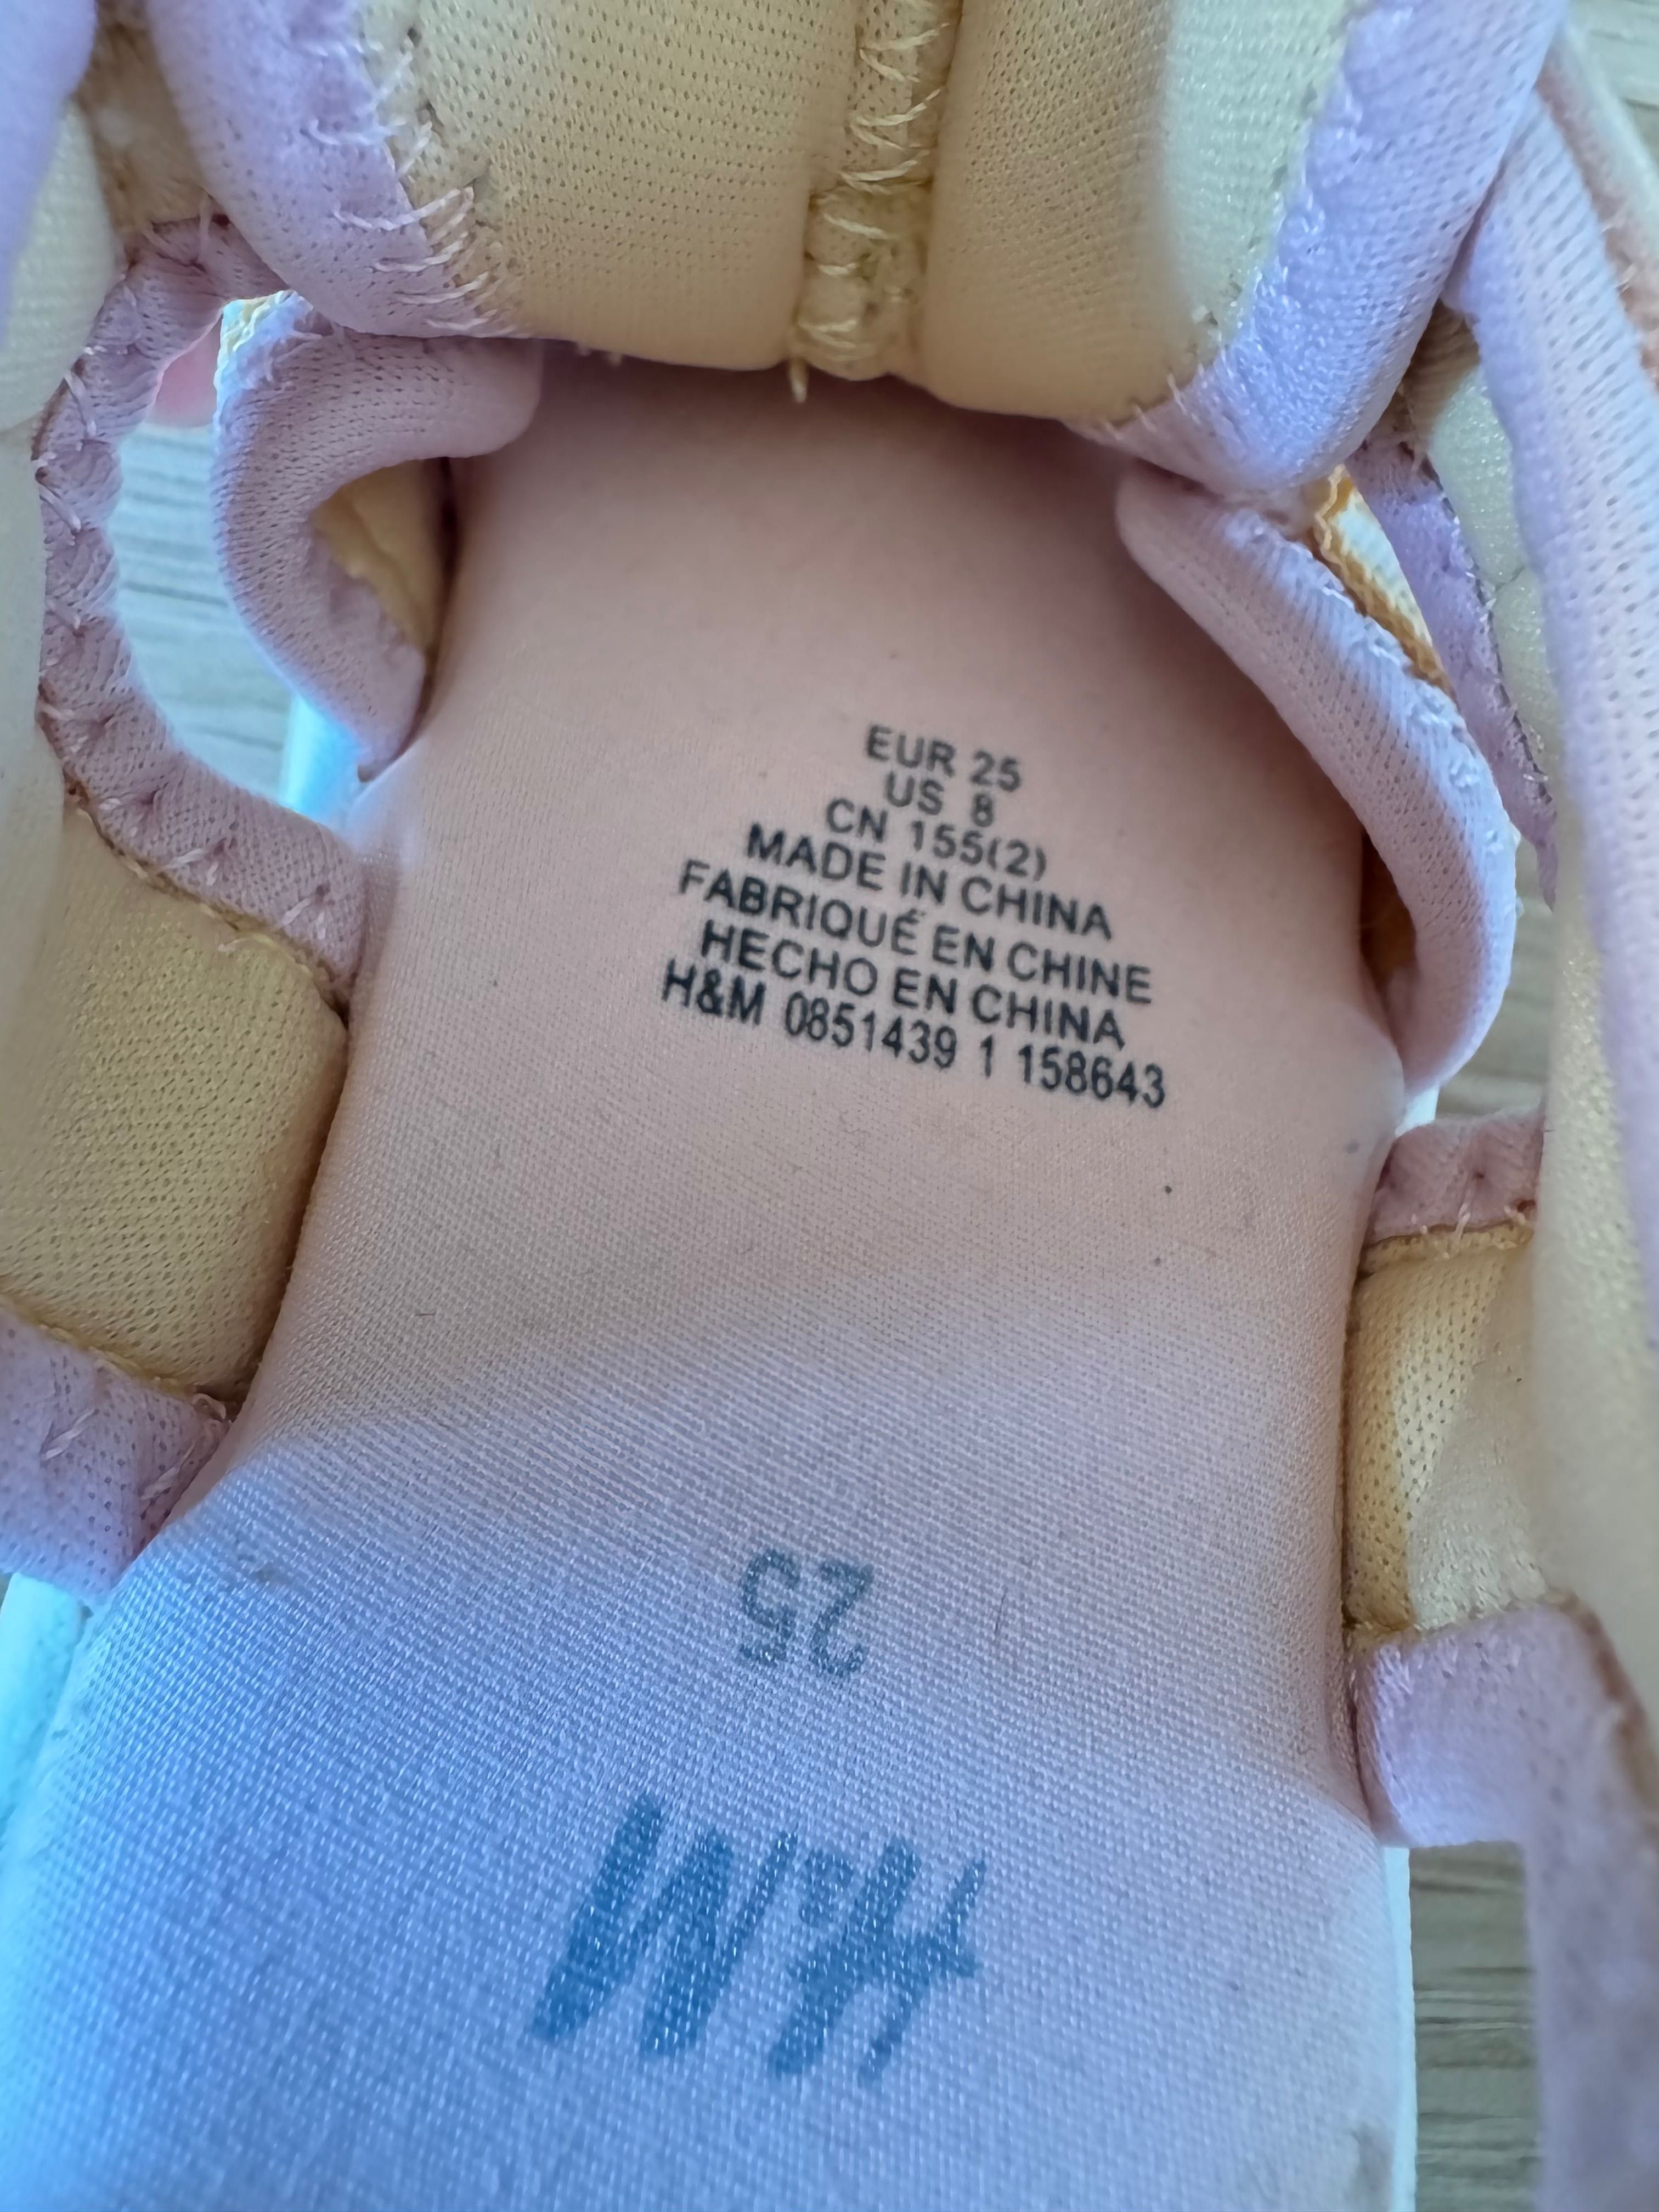 EUR 25
US 8
CN 155(2)
MADE IN CHINA
FABRIQUÉ EN CHINE
HECHO EN CHINA
H&M 0851439 1 158643
25
H&M